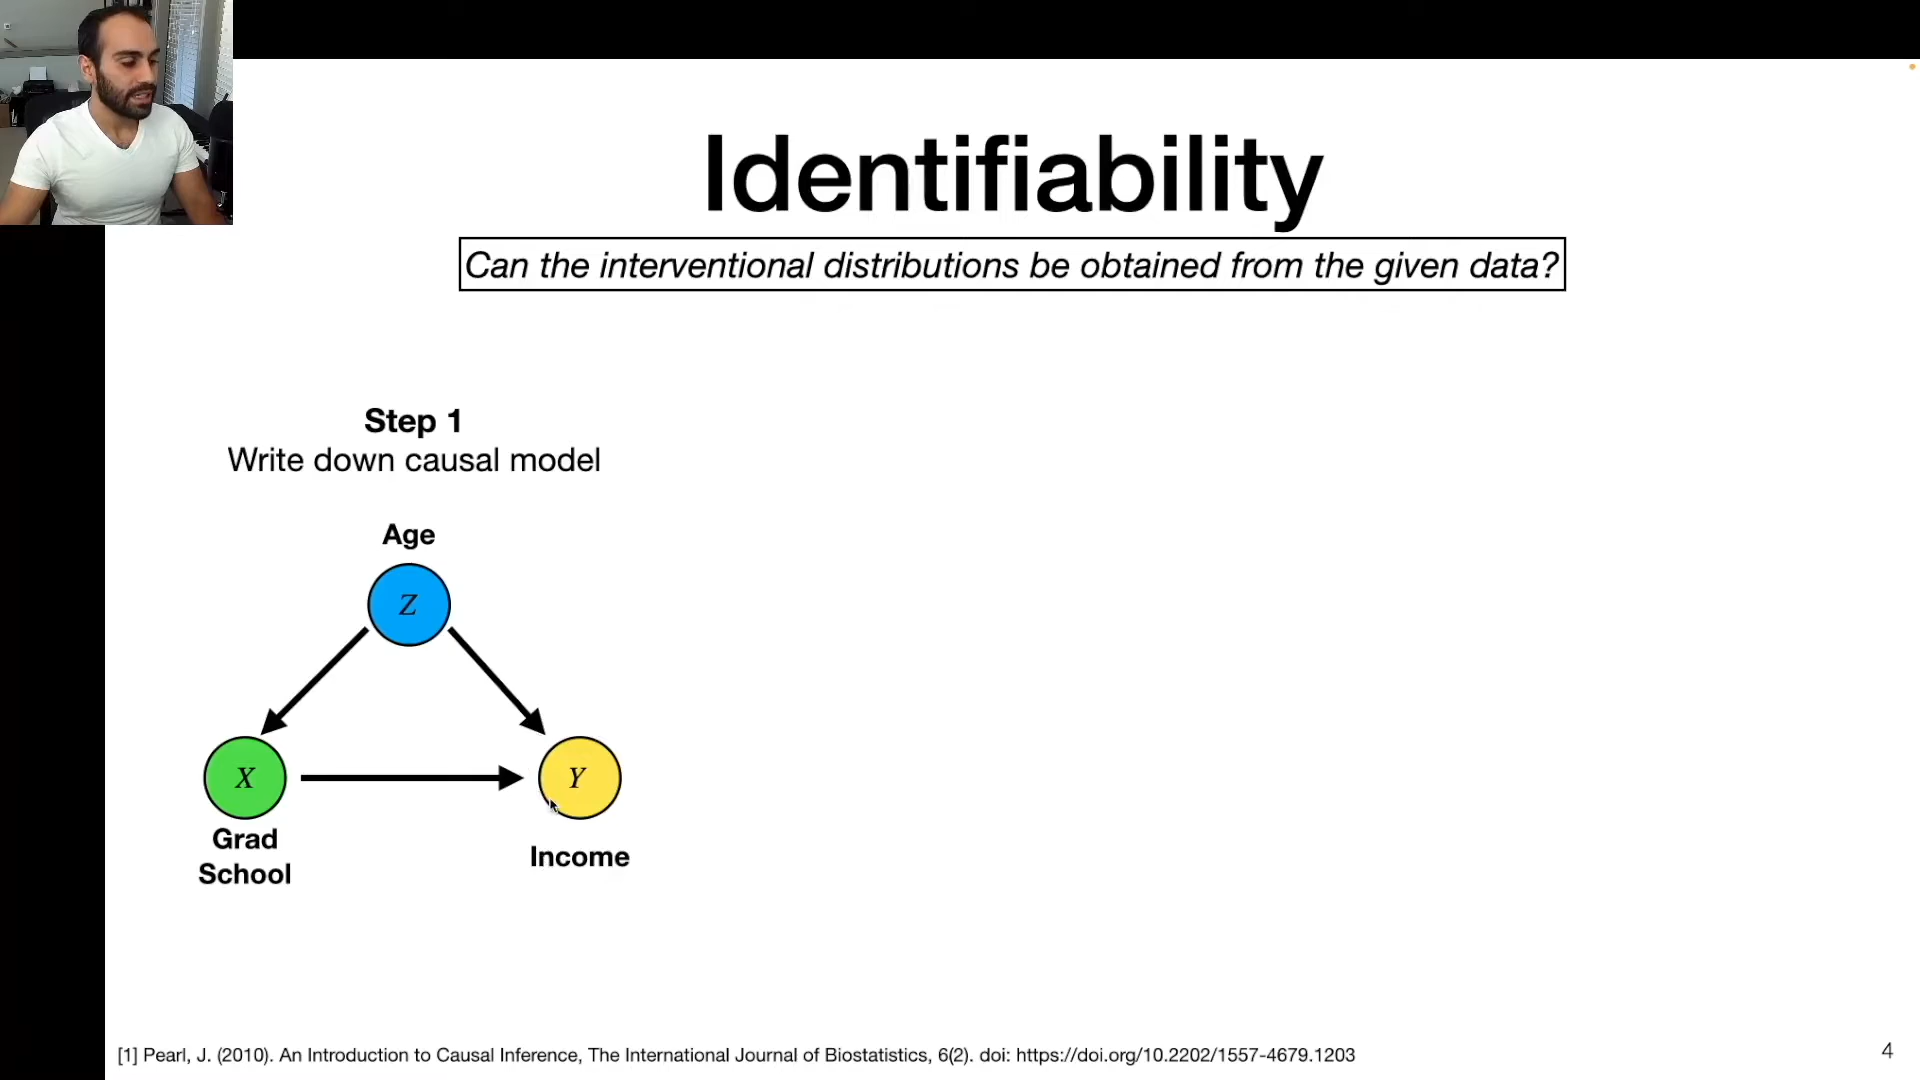 Identifiability
Can the interventional distributions be obtained from the given data?
Step 1
Write down causal model
Age
Z
X
Y
Grad
School
Income
[1] Pearl, J. (2010). An Introduction to Causal Inference, The International Journal of Biostatistics, 6(2). doi: https://doi.org/10.2202/1557-4679.1203
4